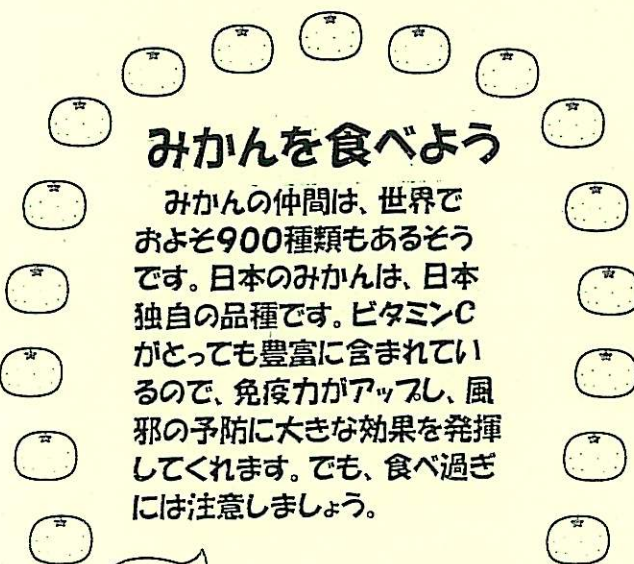 みかんを食べよう
みかんの仲間は、世界で
およそ900種類もあるそう
です。日本のみかんは、日本
独自の品種です。ビタミンC
がとっても豊富に含まれてい
るので、免疫力がアップし、風
邪の予防に大きな効果を発揮
してくれます。でも、食べ過ぎ
には注意しましょう。